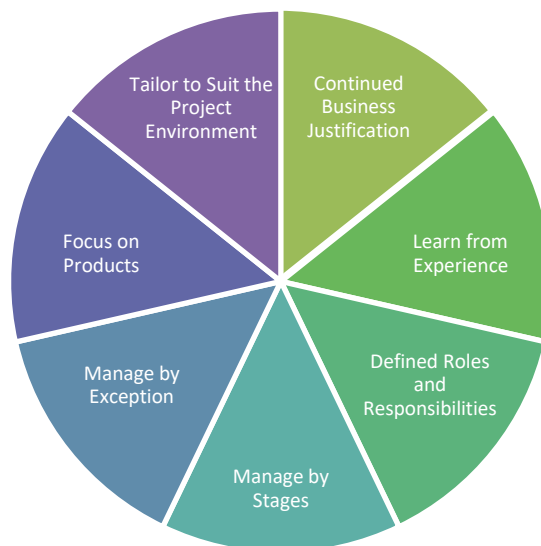 Tailor to Suit the
Project
Environment
Continued
Business
Justification
Focus on
Products
Learn from
Experience
Manage by
Exception
Defined Roles
and
Responsibilities
Manage by
Stages